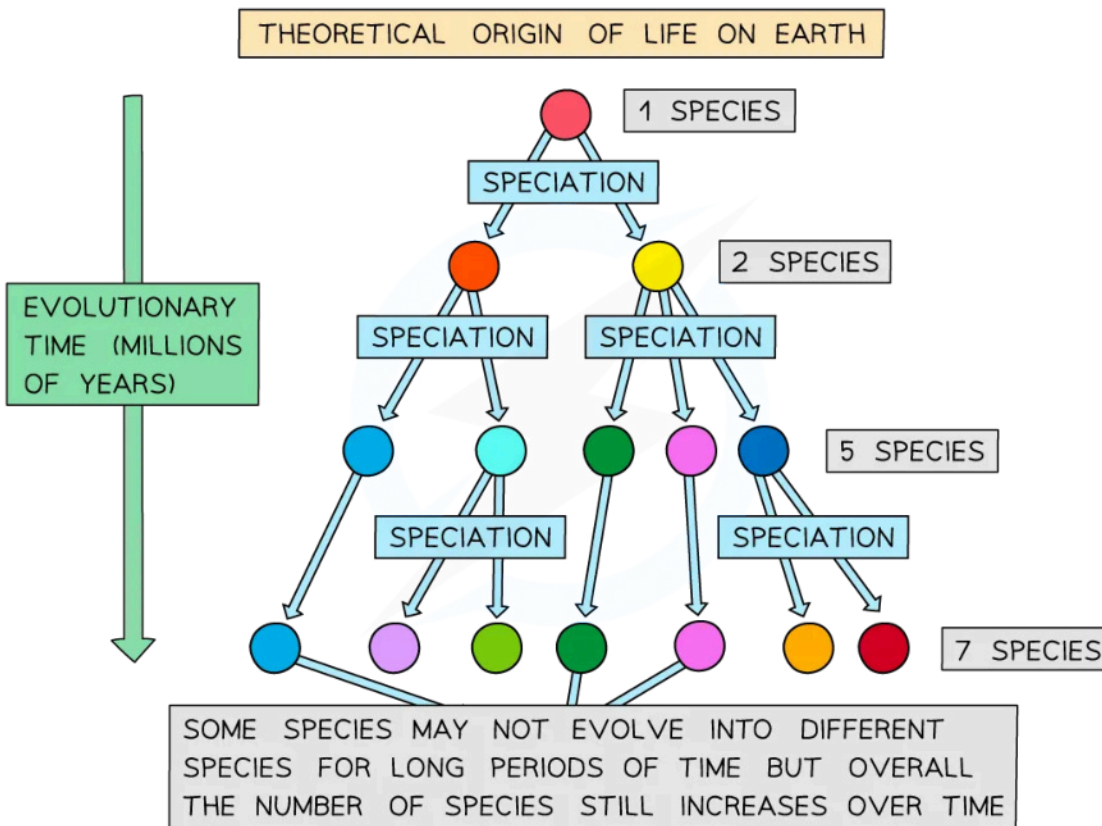 THEORETICAL ORIGIN OF LIFE ON EARTH
1 SPECIES
SPECIATION
2 SPECIES
EVOLUTIONARY
TIME (MILLIONS
OF YEARS)
SPECIATION
SPECIATION
5 SPECIES
SPECIATION
SPECIATION
7 SPECIES
SOME SPECIES MAY NOT EVOLVE INTO DIFFERENT
SPECIES FOR LONG PERIODS OF TIME BUT OVERALL
THE NUMBER OF SPECIES STILL INCREASES OVER TIME